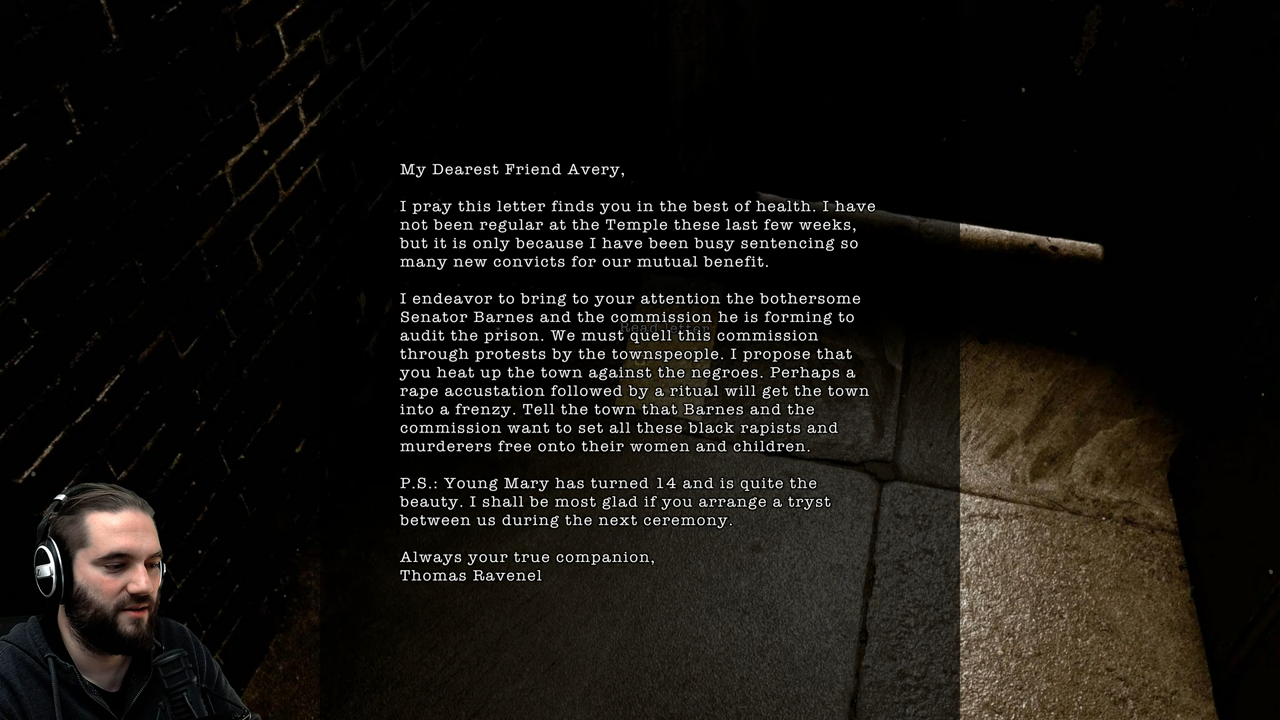 My Dearest Friend Avery,
I pray this letter finds you in the best of health. I have
not been regular at the Temple these last few weeks,
but it is only because I have been busy sentencing so
many new convicts for our mutual benefit.
I endeavor to bring to your attention the bothersome
Senator Barnes and the commission he is forming to
audit the prison. We must quell this commission
through protests by the townspeople. I propose that
you heat up the town against the negroes. Perhaps a
rape accustation followed by a ritual will get the town
into a frenzy. Tell the town that Barnes and the
commission want to set all these black rapists and
murderers free onto their women and children.
P.S.: Young Mary has turned 14 and is quite the
beauty. I shall be most glad if you arrange a tryst
between us during the next ceremony.
Always your true companion,
Thomas Ravenel
Read letter